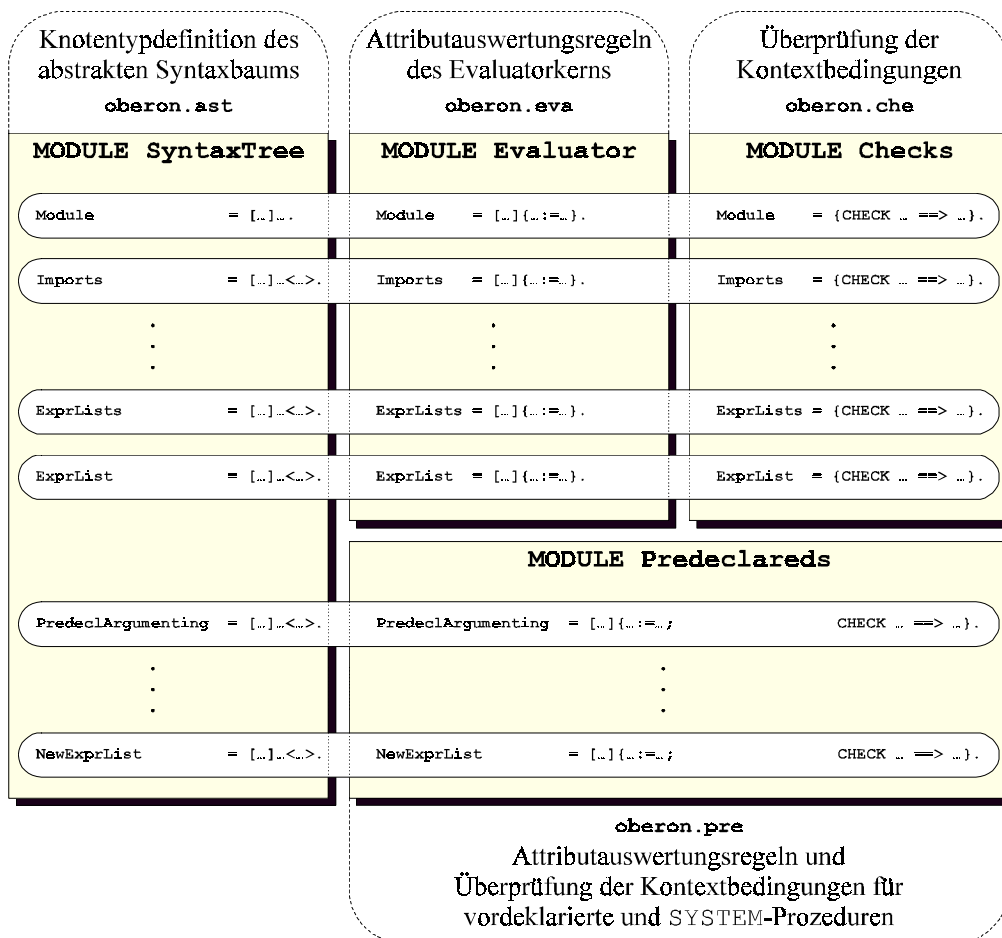 Knotentypdefinition des
abstrakten Syntaxbaums
oberon.ast
Attributauswertungsregeln
des Evaluatorkerns
oberon.eva
Überprüfung der
Kontextbedingungen
oberon.che
MODULE SyntaxTree
MODULE Evaluator
MODULE Checks
Module = […]….
Module = […]{…:=…}.
Module = {CHECK … ==> …}.
Imports = […]…<…>.
Imports = […]{…:=…}.
Imports = {CHECK … ==> …}.
ExprLists = […]…<…>.
ExprLists = […]{…:=…}.
ExprLists = {CHECK … ==> …}.
ExprList = […]…<…>.
ExprList = […]{…:=…}.
ExprList = {CHECK … ==> …}.
MODULE Predeclareds
PredeclArgumenting = […]…<…>.
PredeclArgumenting = […]{…:=…; CHECK … ==> …}.
NewExprList = […]…<…>.
NewExprList = […]{…:=…; CHECK … ==> …}.
oberon.pre
Attributauswertungsregeln und
Überprüfung der Kontextbedingungen für
vordeklarierte und SYSTEM-Prozeduren